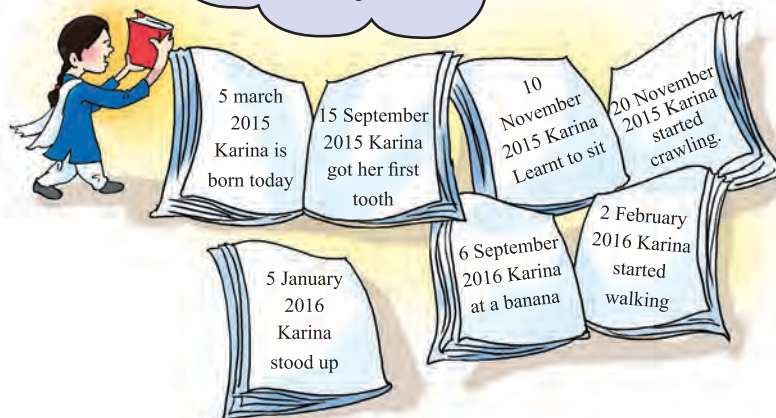 5 march
2015
Karina is
born today
15 September
2015 Karina
got her first
tooth
10
November
2015 Karina
Learnt to sit
20 November
2015 Karina
started
crawling.
5 January
2016
Karina
stood up
6 September
2016 Karina
at a banana
2 February
2016 Karina
started
walking